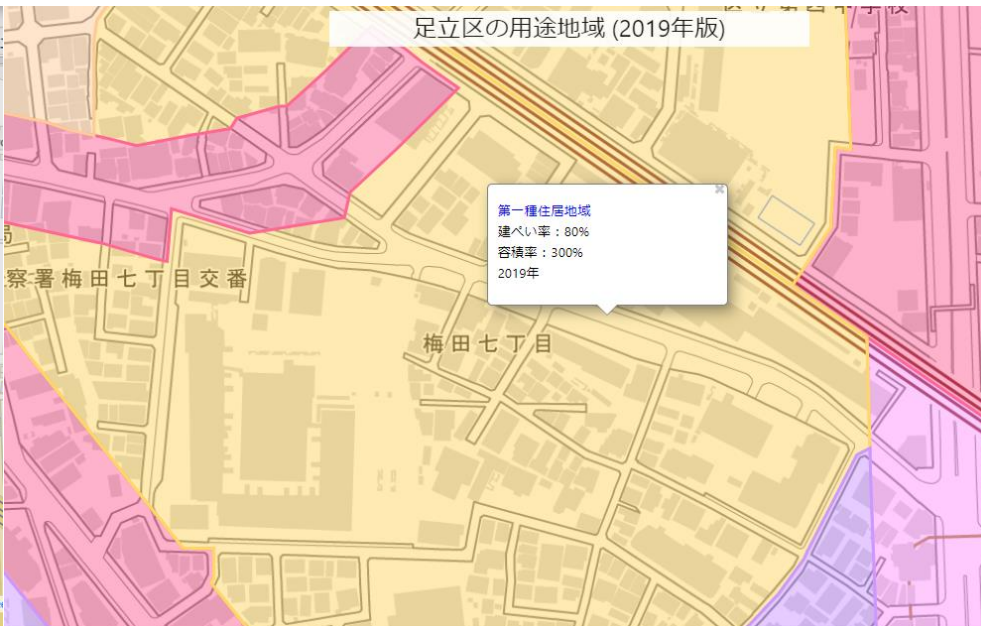 足立区の用途地域 (2019年版)
第一種住居地域
建ぺい率：80%
容積率：300%
2019年
察署梅田七丁目交番
梅田七丁目